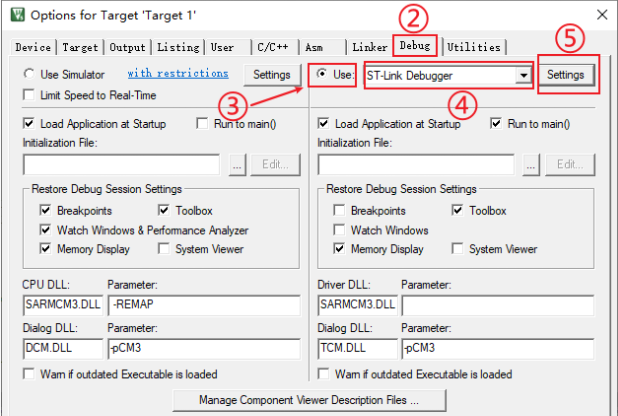 Options for Target 'Target 1'
②
⑤
Device Target Output Listing User C/C++ Asm Linker Debug Utilities
Use Simulator with restrictions Settings Use: ST-Link Debugger Settings
Limit Speed to Real-Time
③
④
Load Application at Startup Run to main() Load Application at Startup Run to main()
Initialization File: Initialization File:
... Edit... ... Edit...
Restore Debug Session Settings Restore Debug Session Settings
Breakpoints Toolbox Breakpoints Toolbox
Watch Windows & Performance Analyzer Watch Windows
Memory Display System Viewer Memory Display System Viewer
CPU DLL: Parameter: Driver DLL: Parameter:
SARMCM3.DLL -REMAP SARMCM3.DLL
Dialog DLL: Parameter: Dialog DLL: Parameter:
DCM.DLL -pCM3 TCM.DLL -pCM3
Warn if outdated Executable is loaded Warn if outdated Executable is loaded
Manage Component Viewer Description Files ...